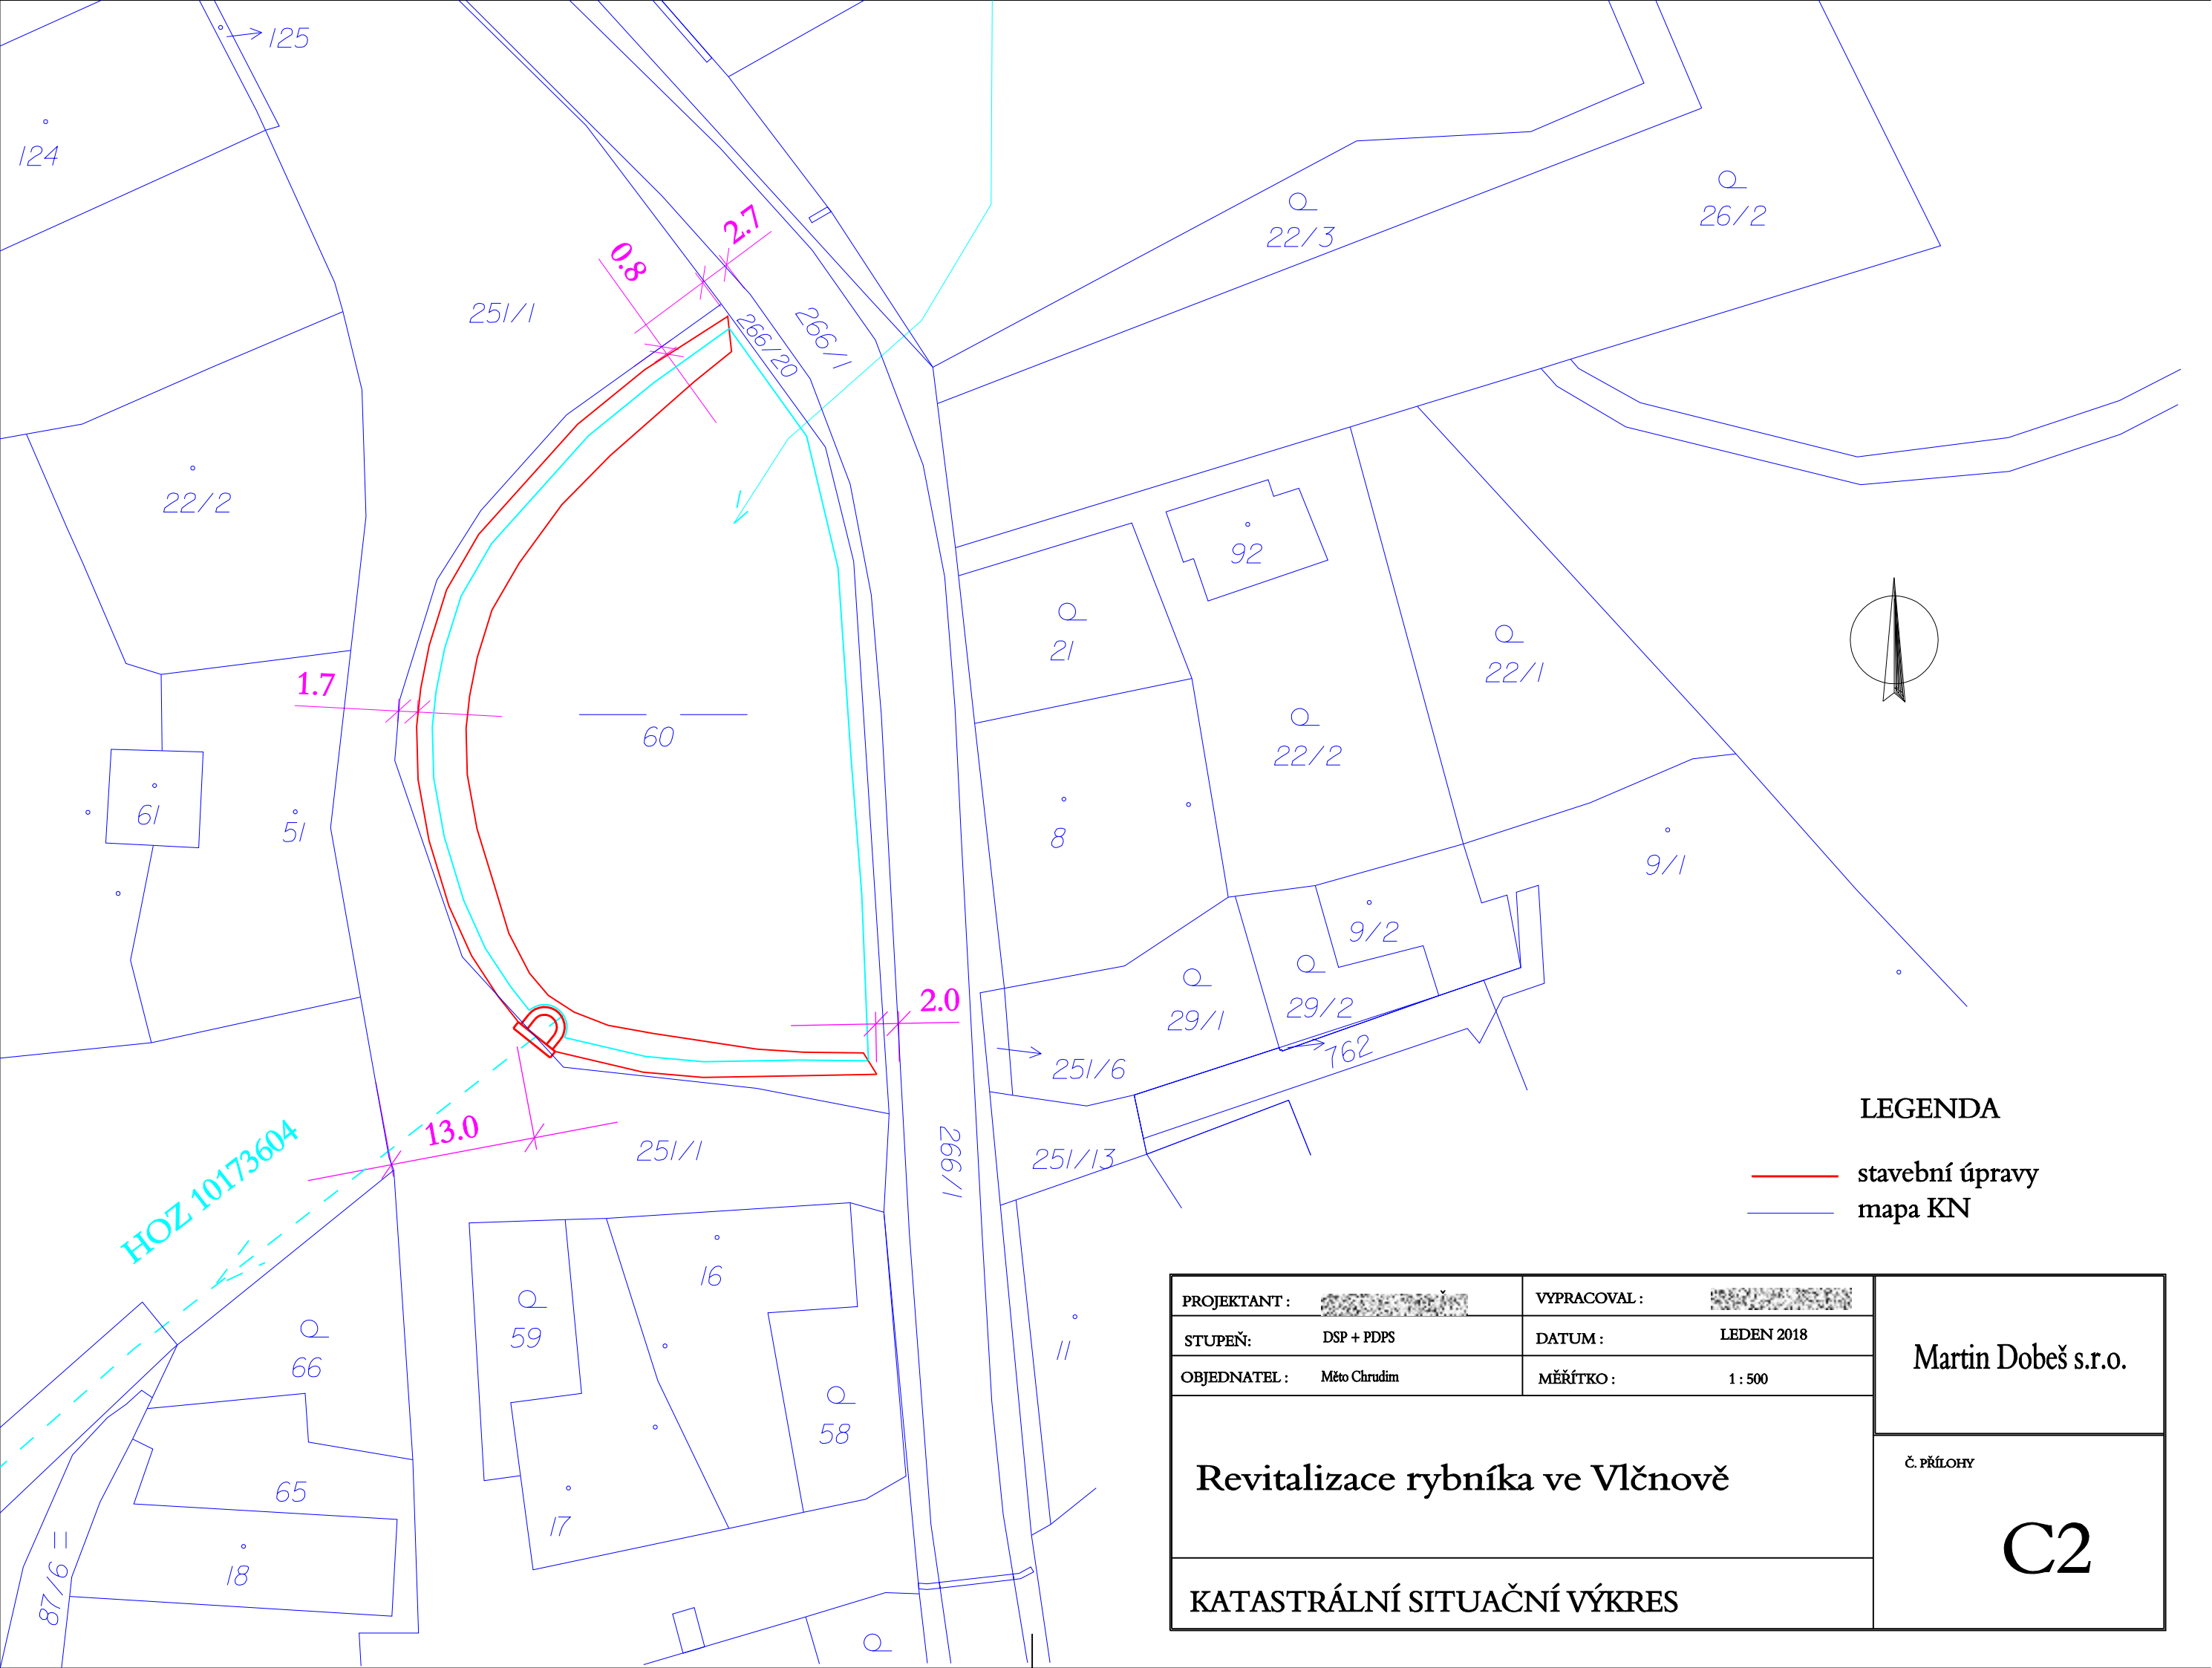 125
124
2.7
0.8
22/3
26/2
251/1
266/20
266/1
22/2
92
21
22/1
1.7
60
22/2
61
51
8
9/1
9/2
2.0
29/1
29/2
762
251/6
13.0
HOZ 10173604
251/1
266/1
251/13
LEGENDA
stavební úpravy
mapa KN
16
59
66
11
58
65
17
18
87/6 =
PROJEKTANT :
VYPRACOVAL :
STUPEŇ: DSP + PDPS
DATUM : LEDEN 2018
OBJEDNATEL : Měto Chrudim
MĚŘÍTKO : 1 : 500
Martin Dobeš s.r.o.
Revitalizace rybníka ve Vlčnově
Č. PŘÍLOHY
C2
KATASTRÁLNÍ SITUAČNÍ VÝKRES